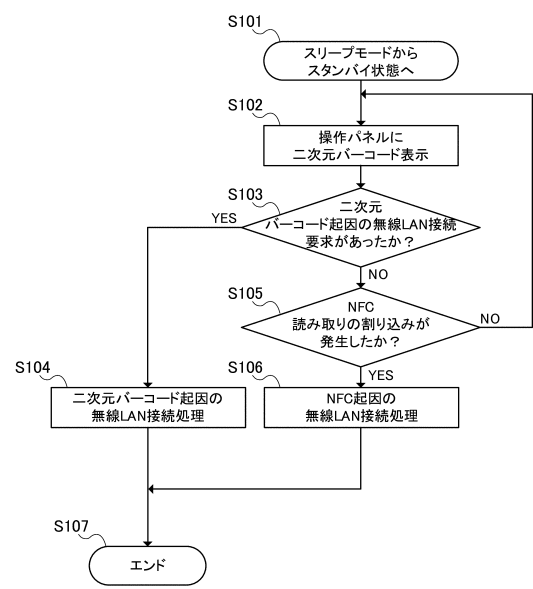 S101
スリープモードから
スタンバイ状態へ
S102
操作パネルに
二次元バーコード表示
S103
二次元
バーコード起因の無線LAN接続
要求があったか？
YES
NO
S105
NFC
読み取りの割り込みが
発生したか？
NO
YES
S104
二次元バーコード起因の
無線LAN接続処理
S106
NFC起因の
無線LAN接続処理
S107
エンド